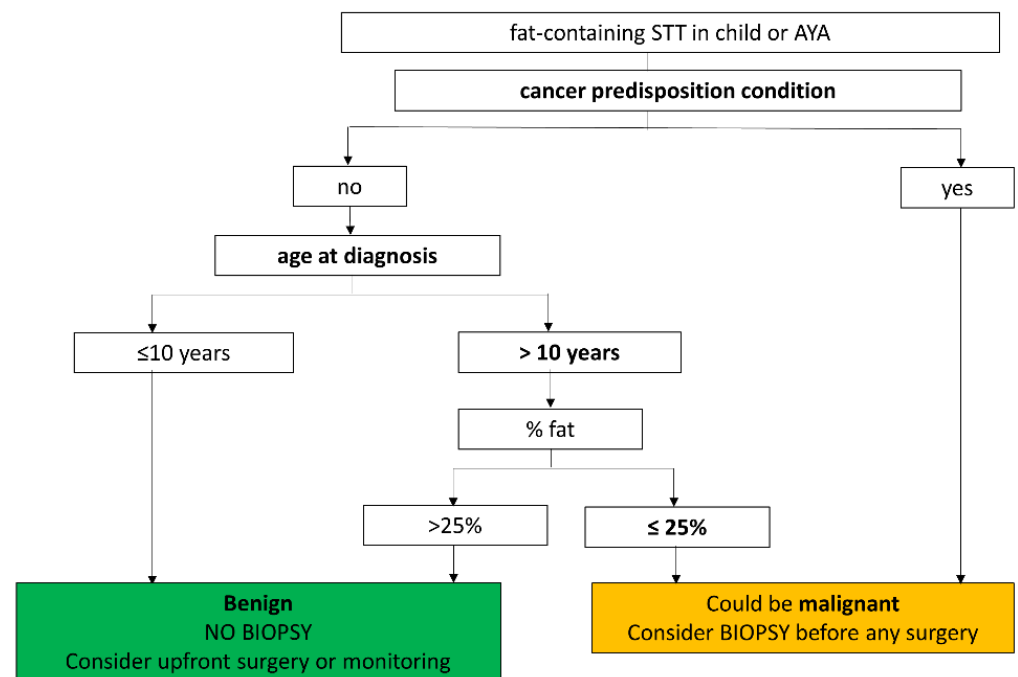 fat-containing STT in child or AYA
cancer predisposition condition
no
yes
age at diagnosis
≤10 years
> 10 years
% fat
>25%
≤ 25%
Benign
NO BIOPSY
Consider upfront surgery or monitoring
Could be malignant
Consider BIOPSY before any surgery